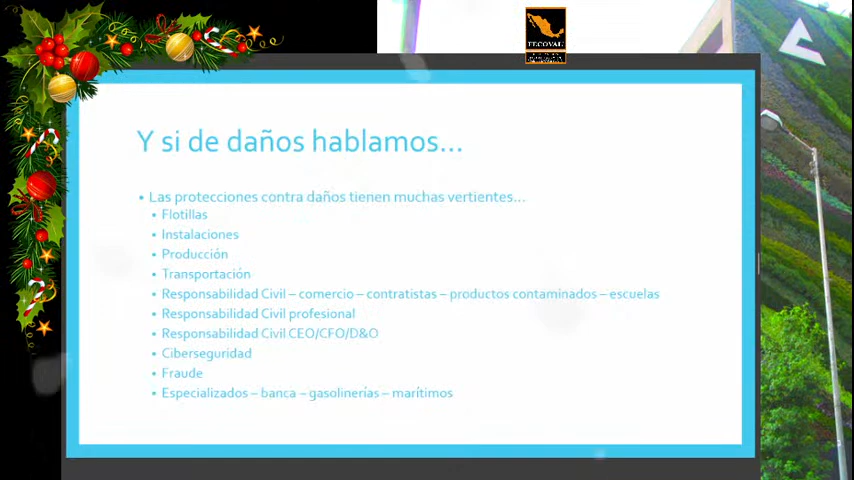 TECOVAL
Y si de daños hablamos...
• Las protecciones contra daños tienen muchas vertientes...
• Flotillas
• Instalaciones
• Producción
• Transportación
• Responsabilidad Civil – comercio – contratistas – productos contaminados – escuelas
• Responsabilidad Civil profesional
• Responsabilidad Civil CEO/CFO/D&O
• Ciberseguridad
• Fraude
• Especializados – banca – gasolinerías – marítimos